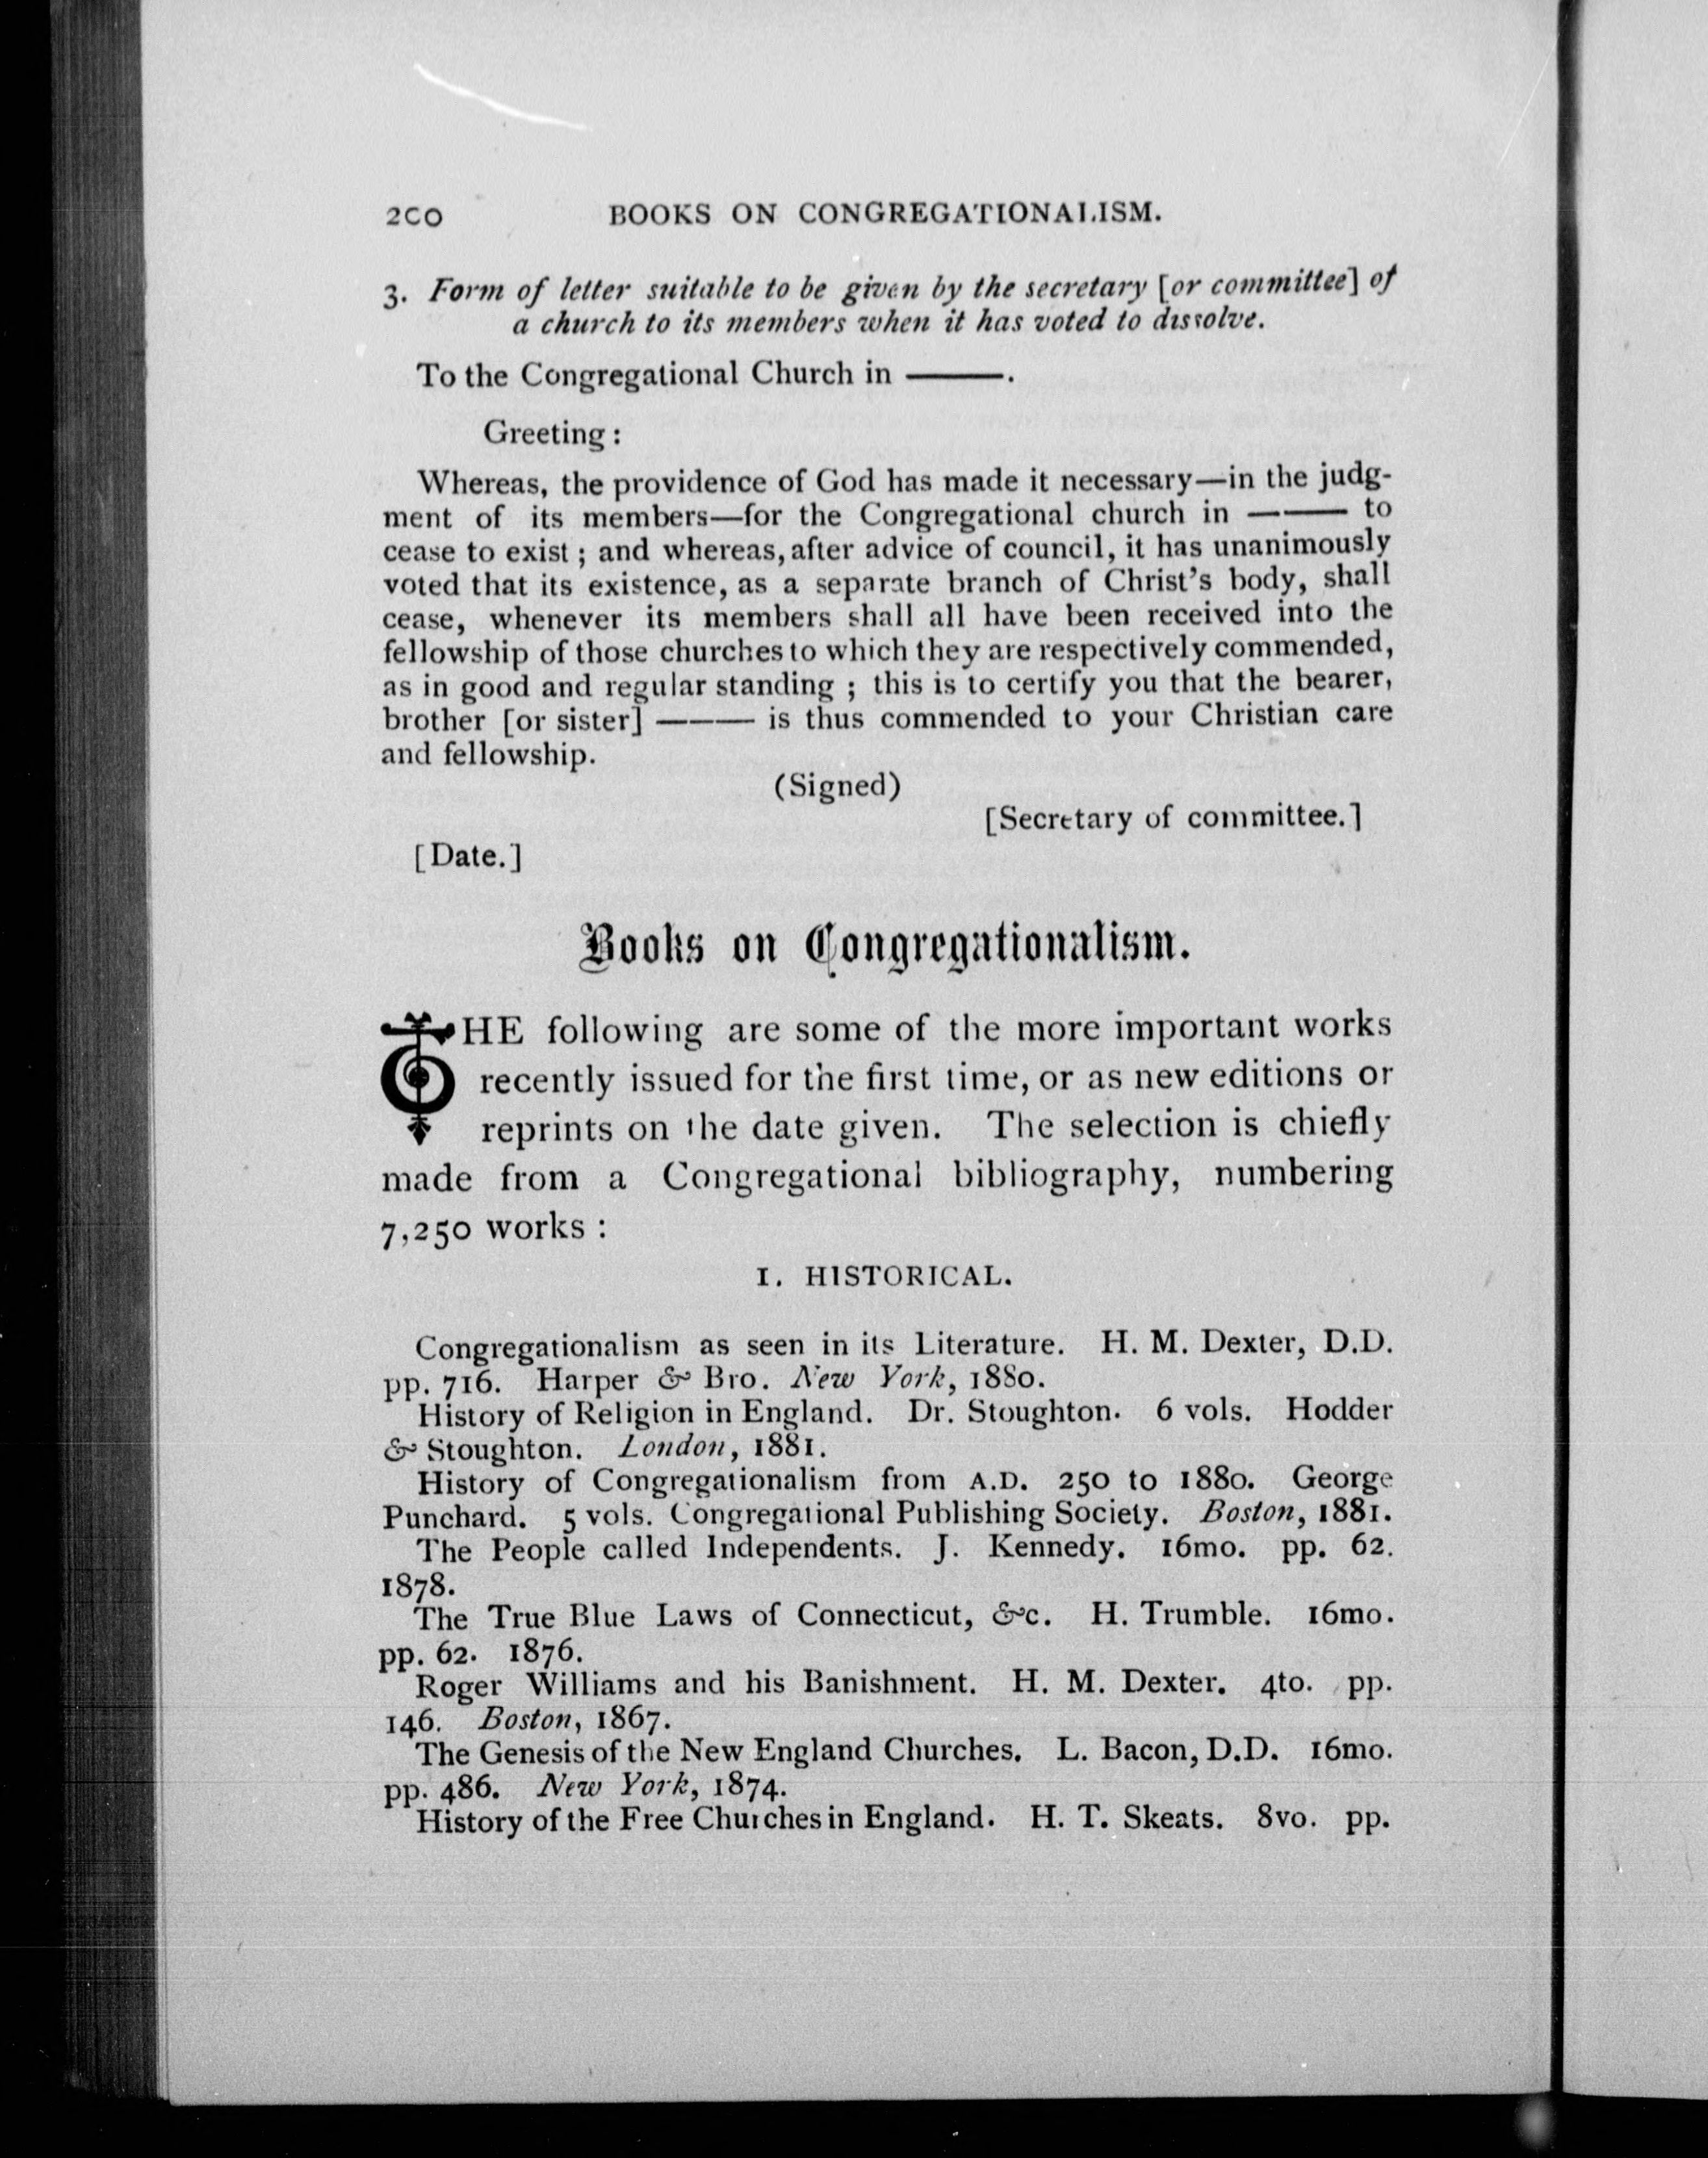 200 BOOKS ON CONGREGATIONALISM.
3. Form of letter suitable to be given by the secretary [or committee] of
a church to its members when it has voted to dissolve.
To the Congregational Church in ———.
Greeting :
Whereas, the providence of God has made it necessary—in the judg-
ment of its members—for the Congregational church in ——— to
cease to exist ; and whereas, after advice of council, it has unanimously
voted that its existence, as a separate branch of Christ's body, shall
cease, whenever its members shall all have been received into the
fellowship of those churches to which they are respectively commended,
as in good and regular standing ; this is to certify you that the bearer,
brother [or sister] ——— is thus commended to your Christian care
and fellowship.
(Signed)
[Secretary of committee.]
[Date.]
Books on Congregationalism.
THE following are some of the more important works
recently issued for the first time, or as new editions or
reprints on the date given. The selection is chiefly
made from a Congregational bibliography, numbering
7,250 works :
I. HISTORICAL.
Congregationalism as seen in its Literature. H. M. Dexter, D.D.
pp. 716. Harper & Bro. New York, 1880.
History of Religion in England. Dr. Stoughton. 6 vols. Hodder
& Stoughton. London, 1881.
History of Congregationalism from A.D. 250 to 1880. George
Punchard. 5 vols. Congregational Publishing Society. Boston, 1881.
The People called Independents. J. Kennedy. 16mo. pp. 62.
1878.
The True Blue Laws of Connecticut, &c. H. Trumble. 16mo.
pp. 62. 1876.
Roger Williams and his Banishment. H. M. Dexter. 4to. pp.
146. Boston, 1867.
The Genesis of the New England Churches. L. Bacon, D.D. 16mo.
pp. 486. New York, 1874.
History of the Free Churches in England. H. T. Skeats. 8vo. pp.